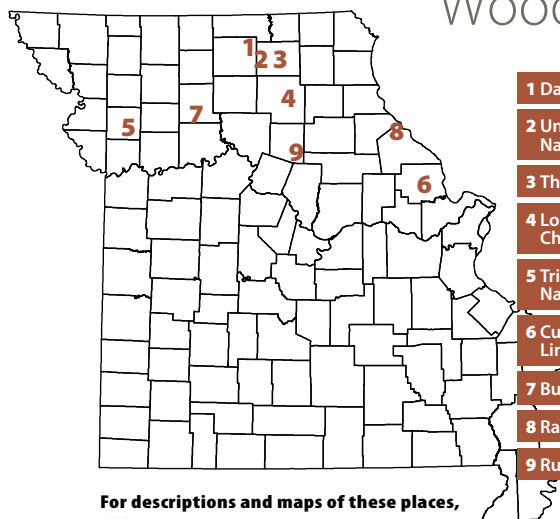 WOO
1
2 3
4
5
7
8
9
6
1 Da
2 Un
Na
3 Th
4 Lo
Ch
5 Tri
Na
6 Cu
Lin
7 Bu
8 Ra
9 Ru
For descriptions and maps of these places,